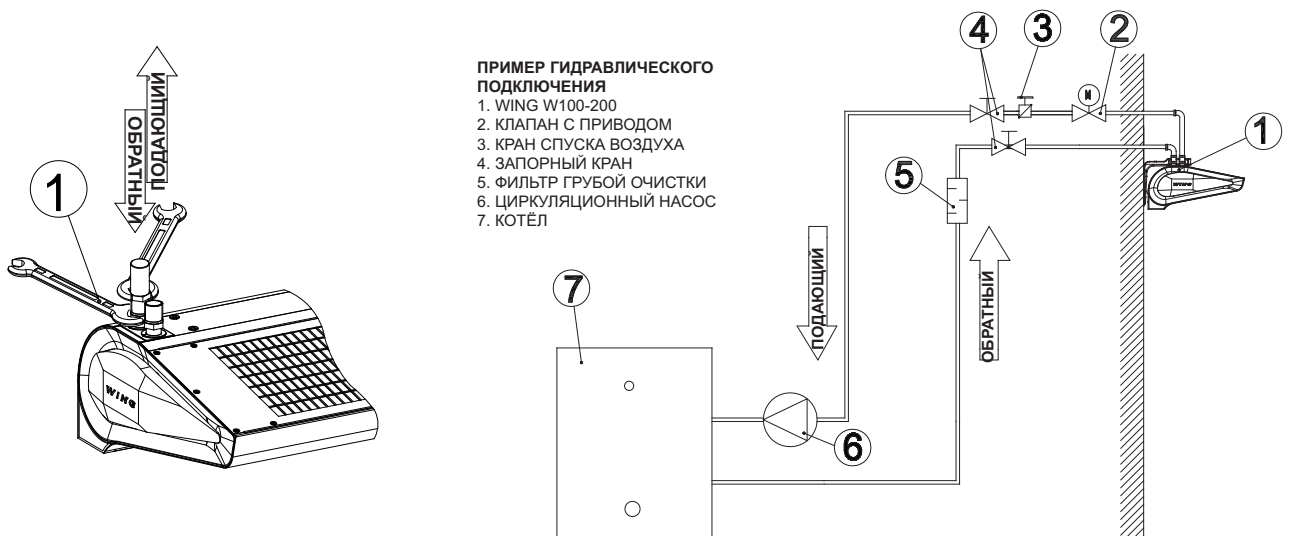 ОБРАТНЫЙ
ПОДАЮЩИЙ
1
WING
ПРИМЕР ГИДРАВЛИЧЕСКОГО
ПОДКЛЮЧЕНИЯ
1. WING W100-200
2. КЛАПАН С ПРИВОДОМ
3. КРАН СПУСКА ВОЗДУХА
4. ЗАПОРНЫЙ КРАН
5. ФИЛЬТР ГРУБОЙ ОЧИСТКИ
6. ЦИРКУЛЯЦИОННЫЙ НАСОС
7. КОТЁЛ
4
3
2
M
1
WING
5
ПОДАЮЩИЙ
ОБРАТНЫЙ
7
6